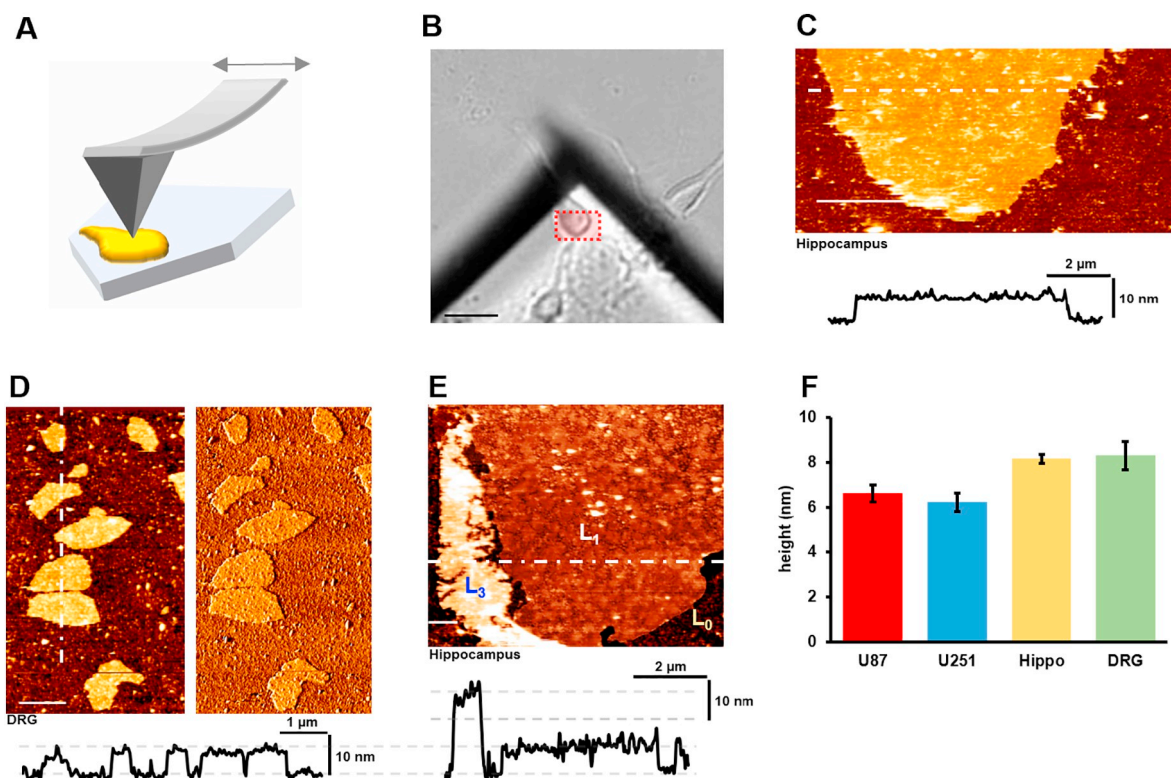 A
B
C
Hippocampus
2 µm
10 nm
D
DRG
1 µm
10 nm
E
L1
L3
L0
Hippocampus
2 µm
10 nm
F
10
8
6
4
2
0
height (nm)
U87
U251
Hippo
DRG